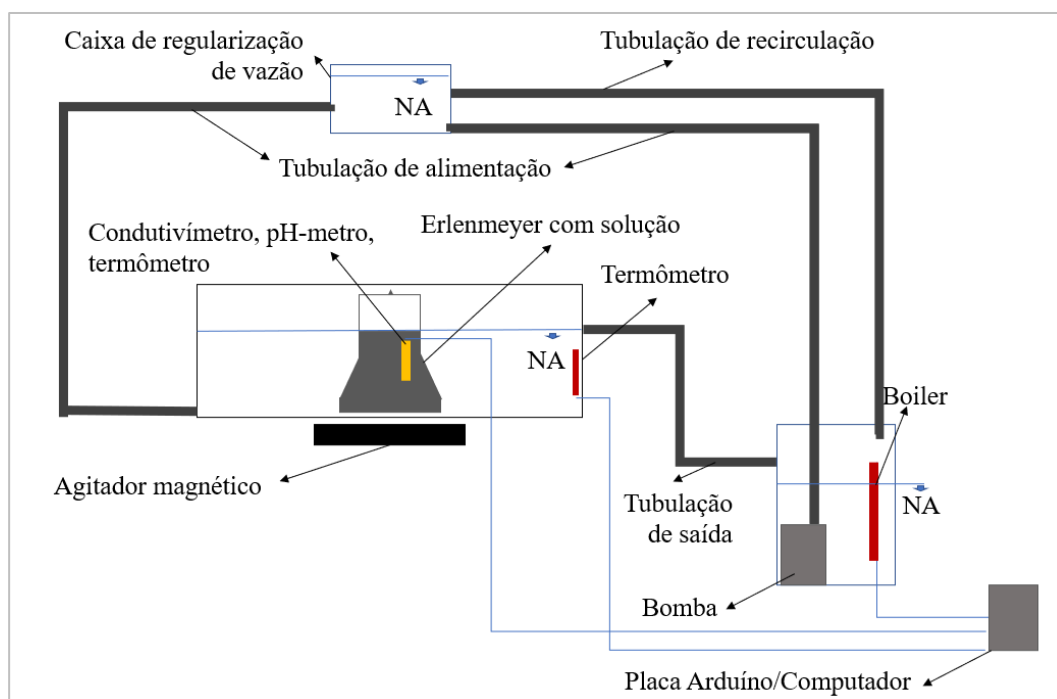 Caixa de regularização
de vazão
Tubulação de recirculação
NA
Tubulação de alimentação
Condutivímetro, pH-metro,
termômetro
Erlenmeyer com solução
Termômetro
NA
Boiler
Agitador magnético
Tubulação
de saída
NA
Bomba
Placa Arduíno/Computador